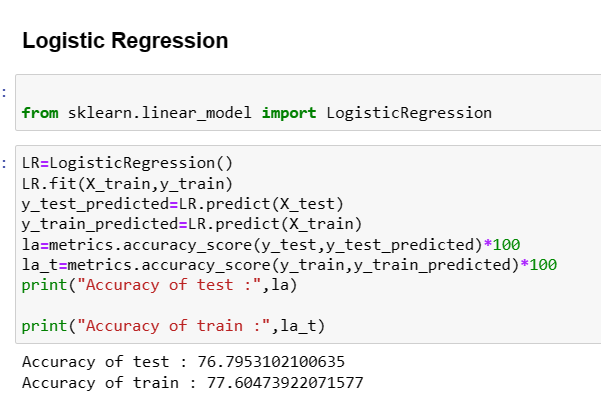 Logistic Regression
:
from sklearn.linear_model import LogisticRegression
: LR=LogisticRegression()
LR.fit(X_train,y_train)
y_test_predicted=LR.predict(X_test)
y_train_predicted=LR.predict(X_train)
la=metrics.accuracy_score(y_test,y_test_predicted)*100
la_t=metrics.accuracy_score(y_train,y_train_predicted)*100
print("Accuracy of test :",la)
print("Accuracy of train :",la_t)
Accuracy of test : 76.7953102100635
Accuracy of train : 77.60473922071577